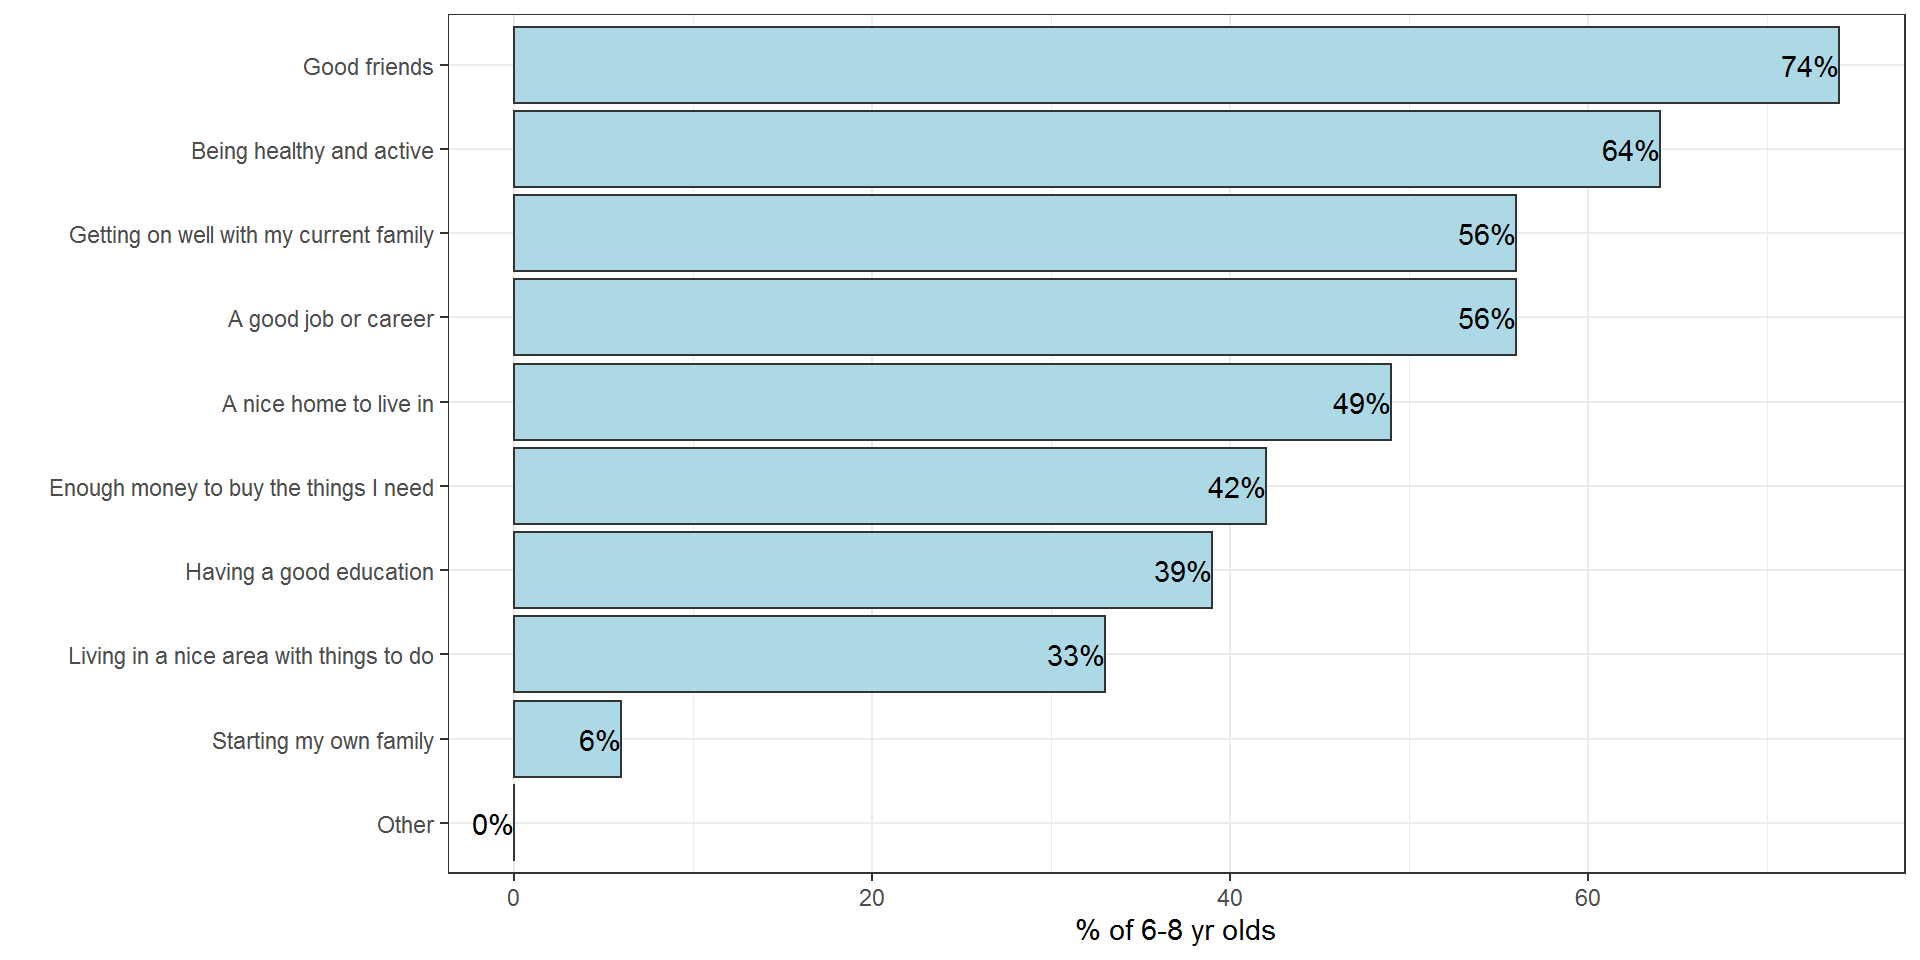 Good friends 74%
Being healthy and active 64%
Getting on well with my current family 56%
A good job or career 56%
A nice home to live in 49%
Enough money to buy the things I need 42%
Having a good education 39%
Living in a nice area with things to do 33%
Starting my own family 6%
Other 0%
0 20 40 60
% of 6-8 yr olds